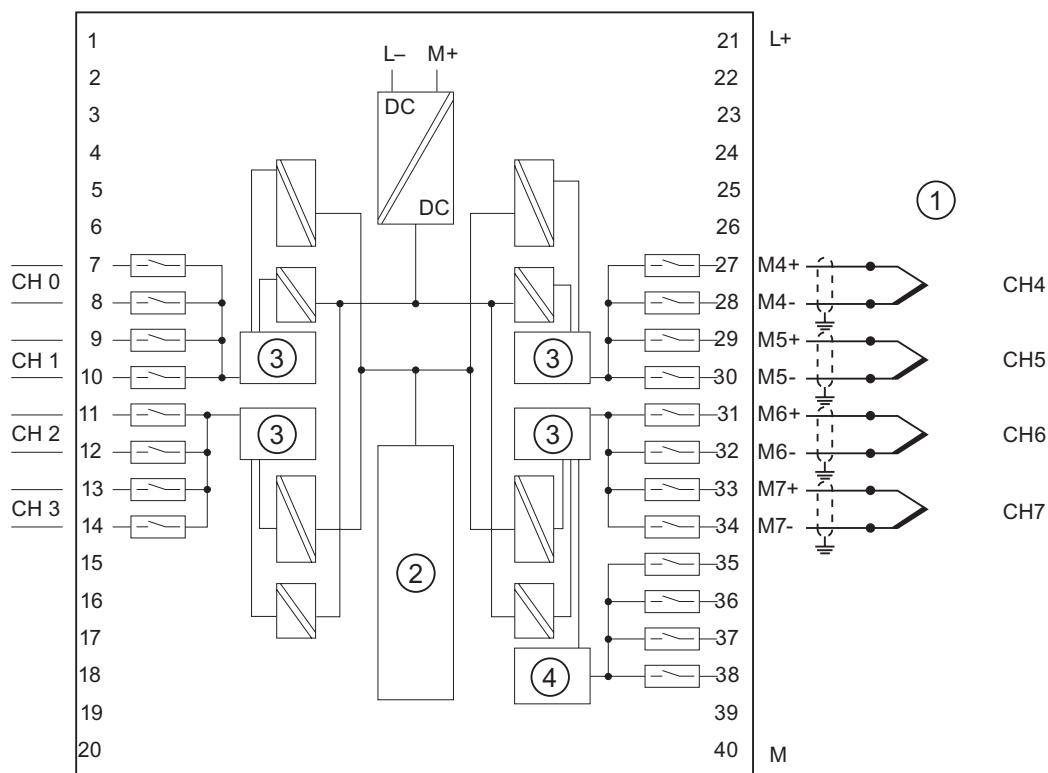 1 21 L+
L– M+
2 22
DC
3 23
4 24
5 25
①
DC
6 26
7 27 M4+
CH 0 CH4
8 28 M4-
9 29 M5+
CH 1 ③ ③ CH5
10 30 M5-
11 31 M6+
CH 2 ③ ③ CH6
12 32 M6-
13 33 M7+
CH 3 CH7
14 34 M7-
15 35
②
16 36
17 37
18 ④ 38
19 39
20 40 M